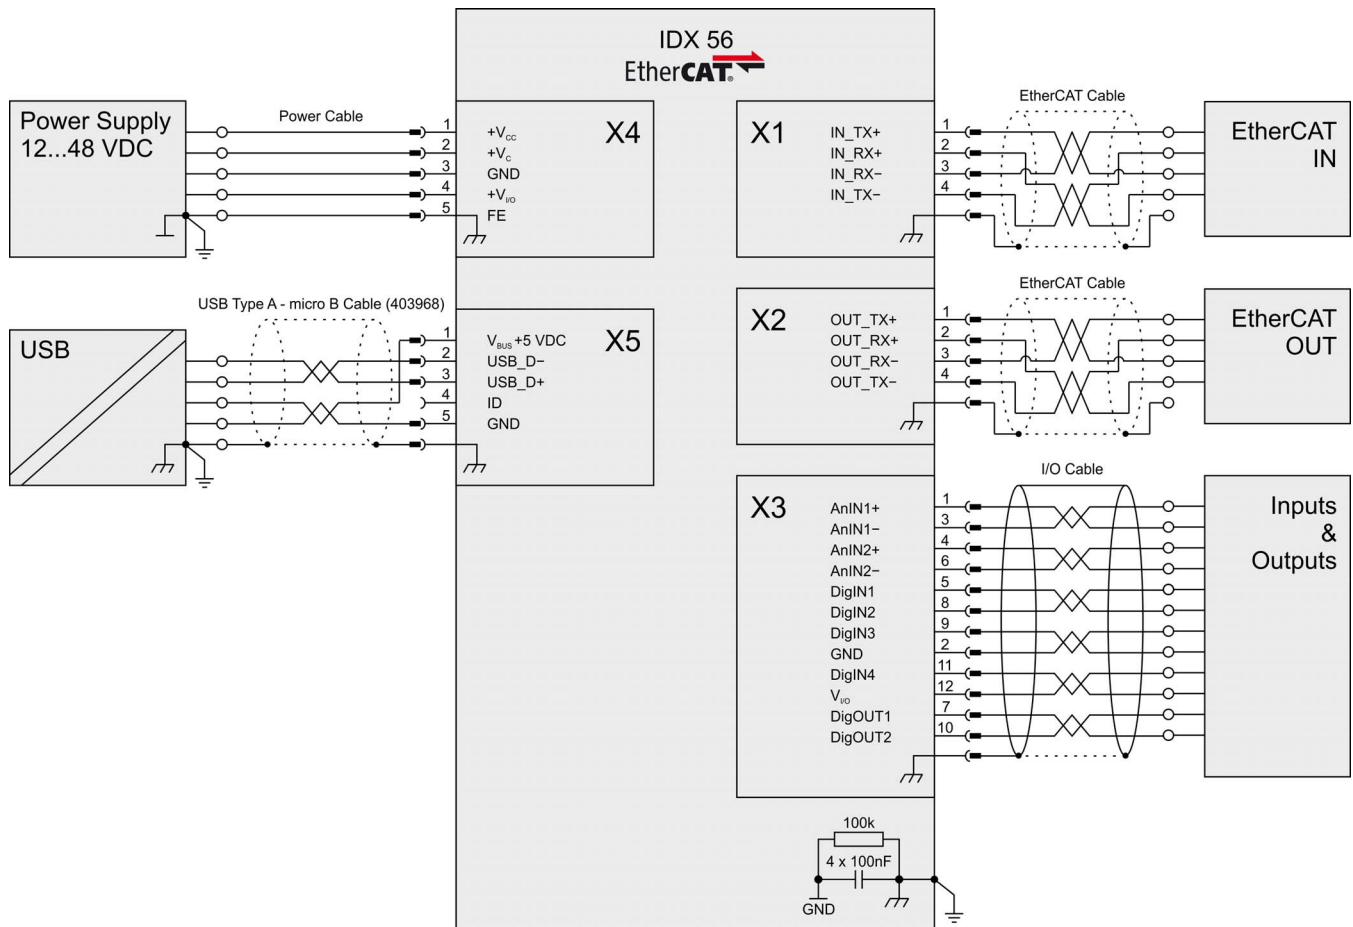 IDX 56
EtherCAT®
Power Supply
12...48 VDC
Power Cable
1
2
3
4
5
+Vcc
+Vc
GND
+VI/O
FE
X4
USB
USB Type A - micro B Cable (403968)
1
2
3
4
5
VBUS +5 VDC
USB_D−
USB_D+
ID
GND
X5
X1
IN_TX+
IN_RX+
IN_RX−
IN_TX−
1
2
3
4
EtherCAT Cable
EtherCAT
IN
X2
OUT_TX+
OUT_RX+
OUT_RX−
OUT_TX−
1
2
3
4
EtherCAT Cable
EtherCAT
OUT
X3
AnIN1+
AnIN1−
AnIN2+
AnIN2−
DigIN1
DigIN2
DigIN3
GND
DigIN4
VI/O
DigOUT1
DigOUT2
1
3
4
6
5
8
9
2
11
12
7
10
I/O Cable
Inputs
&
Outputs
100k
4 x 100nF
GND